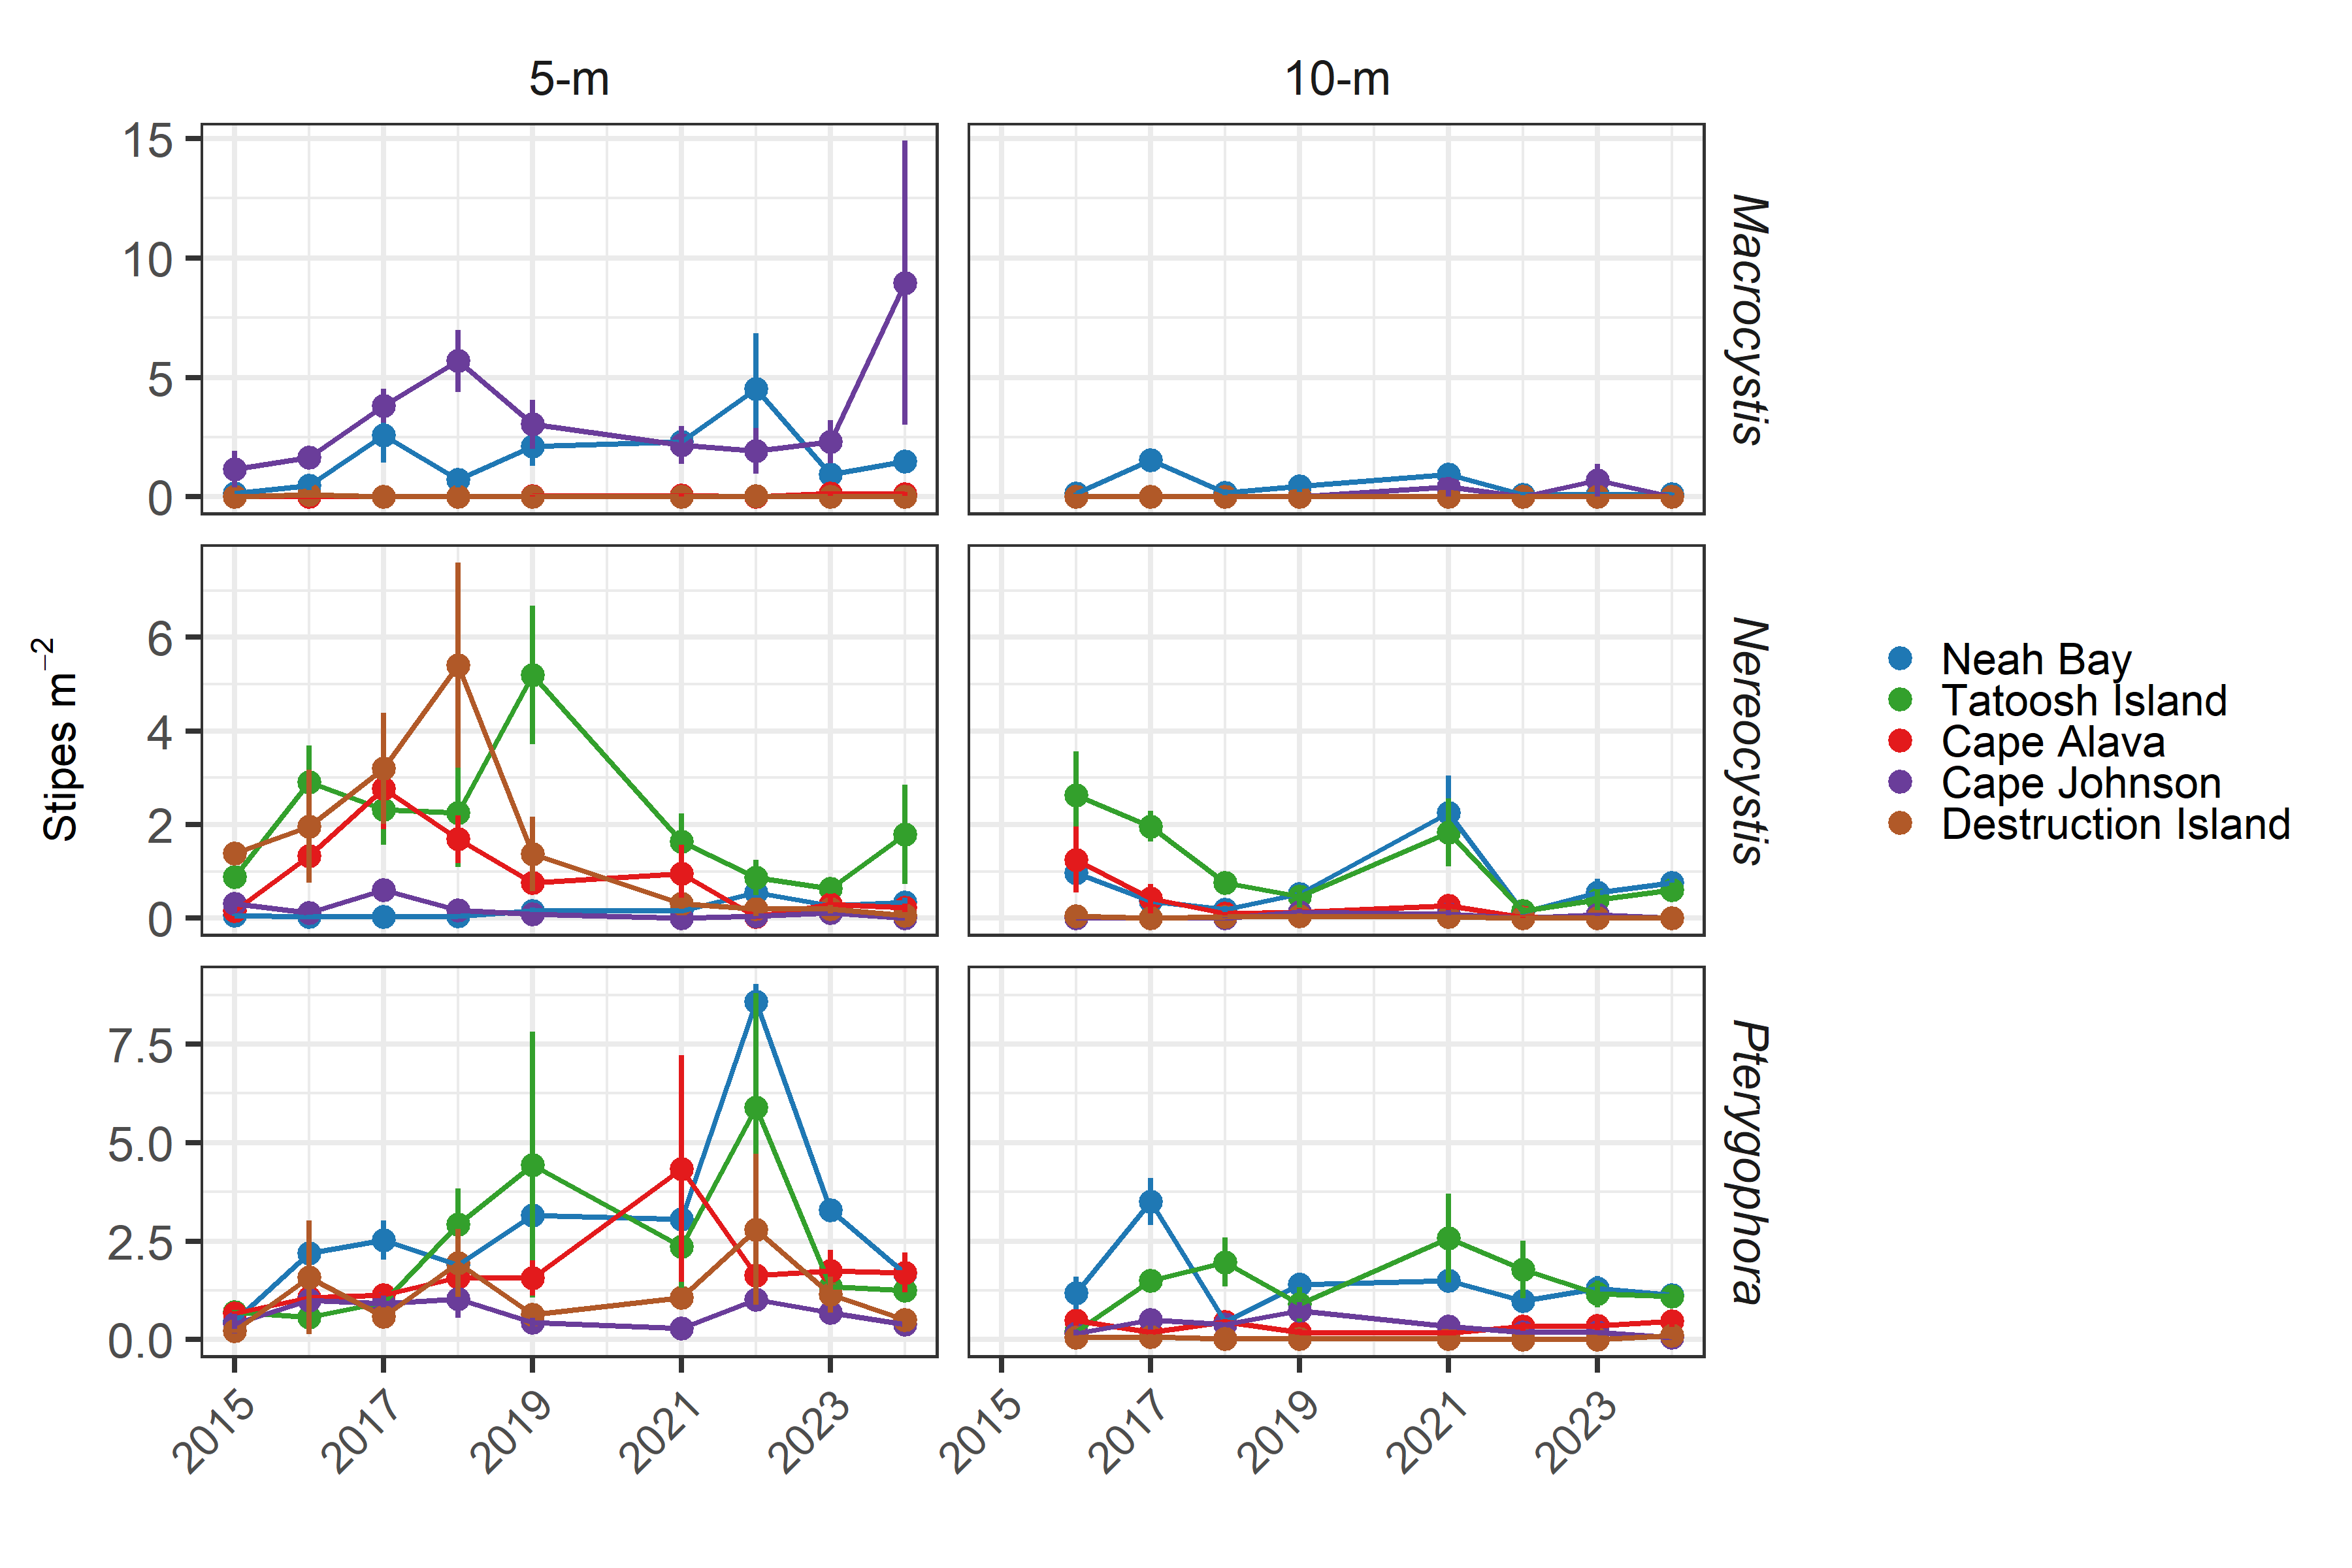 5-m 10-m
15
10
5
0
Macrocystis
6
4
2
0
Nereocystis
Stipes m⁻²
7.5
5.0
2.5
0.0
Pterygophora
2015 2017 2019 2021 2023 2015 2017 2019 2021 2023
Neah Bay
Tatoosh Island
Cape Alava
Cape Johnson
Destruction Island